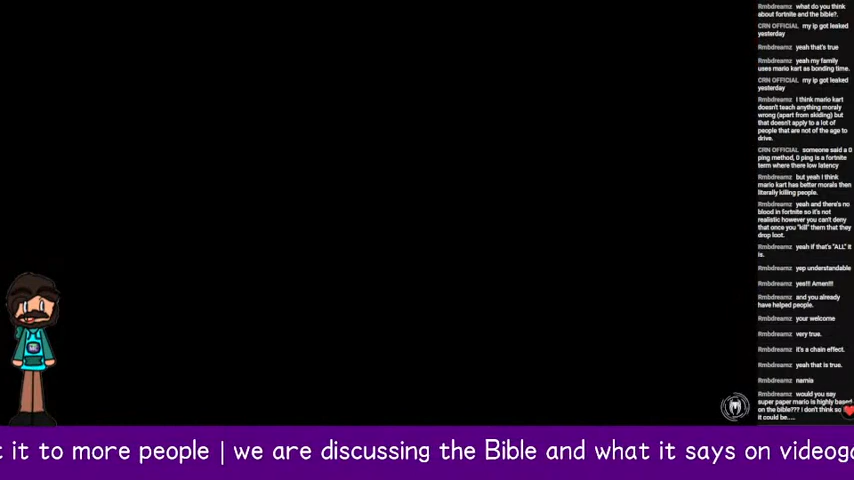 Rmbdreamz what do you think
about fortnite and the bible?.
CRN OFFICIAL my ip got leaked
yesterday
Rmbdreamz yeah that's true
Rmbdreamz yeah my family
uses mario kart as bonding time.
CRN OFFICIAL my ip got leaked
yesterday
Rmbdreamz I think mario kart
doesn't teach anything moraly
wrong (apart from skiding) but
that doesn't apply to a lot of
people that are not of the age to
drive.
CRN OFFICIAL someone said a 0
ping method, 0 ping is a fortnite
term where there low latency
Rmbdreamz but yeah I think
mario kart has better morals then
literally killing people.
Rmbdreamz yeah and there's no
blood in fortnite so it's not
realistic however you can't deny
that once you "kill" them that they
drop loot.
Rmbdreamz yeah if that's "ALL" it
is.
Rmbdreamz yep understandable
Rmbdreamz yes!!! Amen!!!
Rmbdreamz and you already
have helped people.
Rmbdreamz your welcome
Rmbdreamz very true.
Rmbdreamz it's a chain effect.
Rmbdreamz yeah that is true.
Rmbdreamz narnia
Rmbdreamz would you say
super paper mario is highly based
on the bible??? I don't think so
it could be....
t it to more people | we are discussing the Bible and what it says on videoga